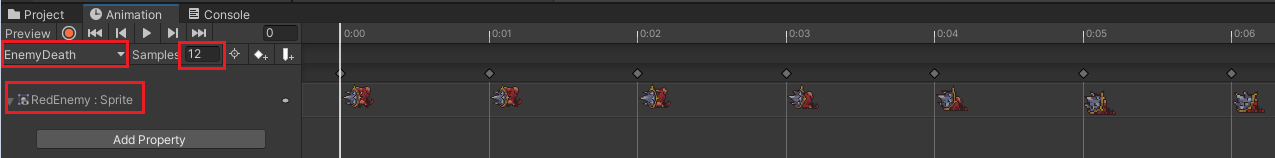 Project Animation Console
Preview 0 0:00 0:01 0:02 0:03 0:04 0:05 0:06
EnemyDeath Samples 12
RedEnemy : Sprite
Add Property